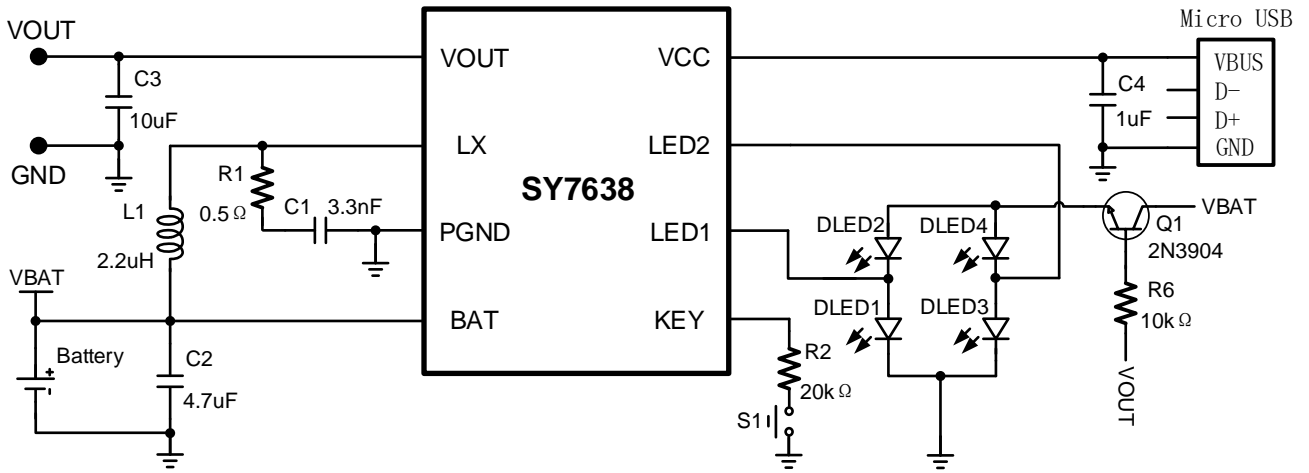 Micro USB
VOUT
C3
10uF
GND
VOUT
VCC
C4
1uF
VBUS
D-
D+
GND
LX
LED2
R1
0.5Ω
C1
3.3nF
SY7638
L1
2.2uH
PGND
LED1
DLED2
DLED4
Q1
2N3904
VBAT
VBAT
BAT
KEY
DLED1
DLED3
R6
10kΩ
Battery
+
C2
4.7uF
R2
20kΩ
S1
VOUT